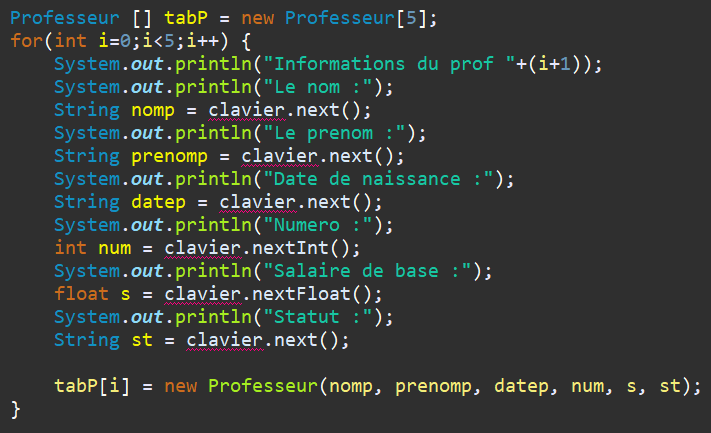 Professeur [] tabP = new Professeur[5];
for(int i=0;i<5;i++) {
    System.out.println("Informations du prof "+(i+1));
    System.out.println("Le nom :");
    String nomp = clavier.next();
    System.out.println("Le prenom :");
    String prenomp = clavier.next();
    System.out.println("Date de naissance :");
    String datep = clavier.next();
    System.out.println("Numero :");
    int num = clavier.nextInt();
    System.out.println("Salaire de base :");
    float s = clavier.nextFloat();
    System.out.println("Statut :");
    String st = clavier.next();
    tabP[i] = new Professeur(nomp, prenomp, datep, num, s, st);
}